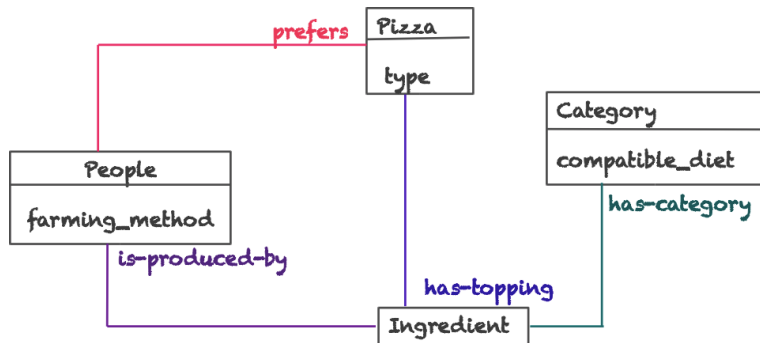 prefers
Pizza
type
Category
compatible_diet
People
farming_method
has-category
is-produced-by
has-topping
Ingredient